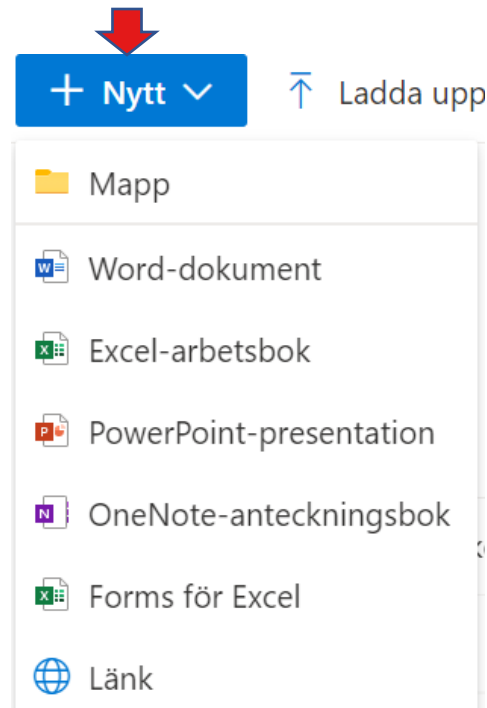 + Nytt
Ladda upp
Mapp
Word-dokument
Excel-arbetsbok
PowerPoint-presentation
OneNote-anteckningsbok
Forms för Excel
Länk